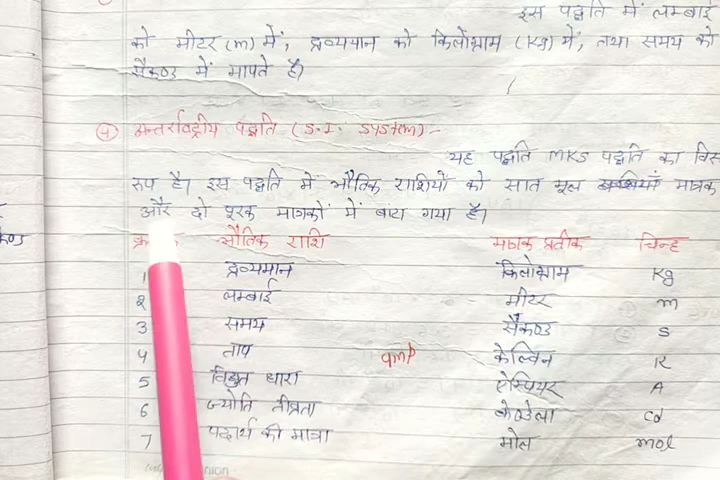 इस पद्धति में लम्बाई
को मीटर (m) में, द्रव्यमान को किलोग्राम (Kg) में, तथा समय को
सैकण्ड में मापते है।
④ अन्तर्राष्ट्रीय पद्धति (S.I. System)-
यह पद्धति MKS पद्धति का विस
रूप है। इस पद्धति में भौतिक राशियों को सात मूल मात्रक
और दो पूरक मात्रकों में बांटा गया है।
भौतिक राशि मात्रक प्रतीक चिन्ह
1 द्रव्यमान किलोग्राम Kg
2 लम्बाई मीटर m
3 समय सैकण्ड S
4 ताप amp केल्विन K
5 विद्युत धारा ऐम्पियर A
6 ज्योति तीव्रता केण्डेला Cd
7 पदार्थ की मात्रा मोल mol